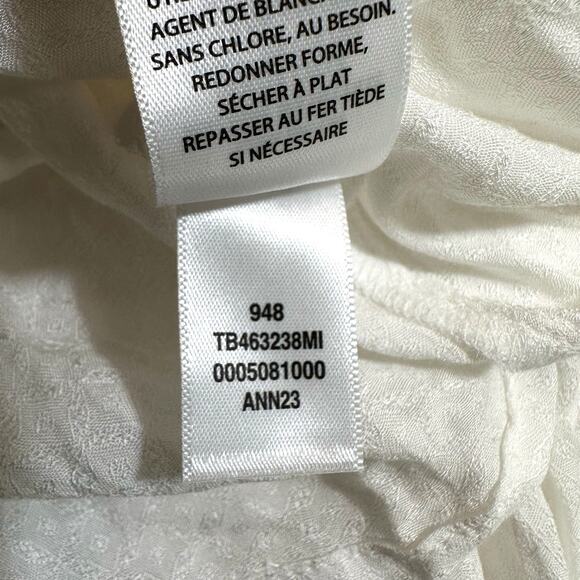 AGENT DE
SANS CHLORE, AU BESOIN.
REDONNER FORME,
SÉCHER À PLAT
REPASSER AU FER TIÈDE
SI NÉCESSAIRE
948
TB463238MI
0005081000
ANN23